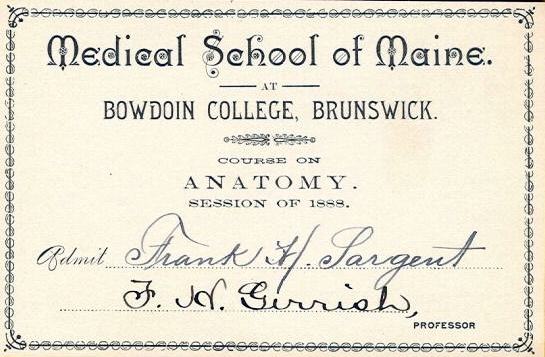 Medical School of Maine.
AT
BOWDOIN COLLEGE, BRUNSWICK.
COURSE ON
ANATOMY.
SESSION OF 1888.
Admit Frank H. Sargent
F. H. Gerrish,
PROFESSOR